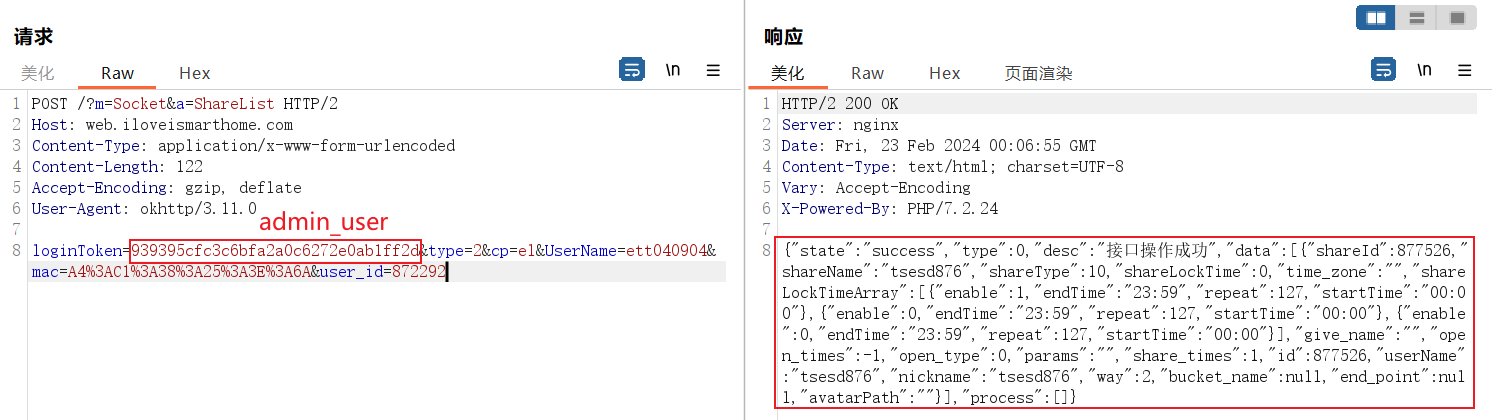 请求
美化 Raw Hex
\n
1 POST /?m=Socket&a=ShareList HTTP/2
2 Host: web.iloveismarthome.com
3 Content-Type: application/x-www-form-urlencoded
4 Content-Length: 122
5 Accept-Encoding: gzip, deflate
6 User-Agent: okhttp/3.11.0
7
admin_user
8 loginToken=939395cfc3c6bfa2a0c6272e0ab1ff2d&type=2&cp=el&UserName=ett040904&
mac=A4%3AC1%3A38%3A25%3A3E%3A6A&user_id=872292
响应
美化 Raw Hex 页面渲染
\n
1 HTTP/2 200 OK
2 Server: nginx
3 Date: Fri, 23 Feb 2024 00:06:55 GMT
4 Content-Type: text/html; charset=UTF-8
5 Vary: Accept-Encoding
6 X-Powered-By: PHP/7.2.24
7
8 {"state":"success","type":0,"desc":"接口操作成功","data":[{"shareId":877526,"
shareName":"tsesd876","shareType":10,"shareLockTime":0,"time_zone":"","share
LockTimeArray":[{"enable":1,"endTime":"23:59","repeat":127,"startTime":"00:0
0"},{"enable":0,"endTime":"23:59","repeat":127,"startTime":"00:00"},{"enable
":0,"endTime":"23:59","repeat":127,"startTime":"00:00"}],"give_name":"","ope
n_times":-1,"open_type":0,"params":"","share_times":1,"id":877526,"userName"
:"tsesd876","nickname":"tsesd876","way":2,"bucket_name":null,"end_point":nul
l,"avatarPath":""}],"process":[]}